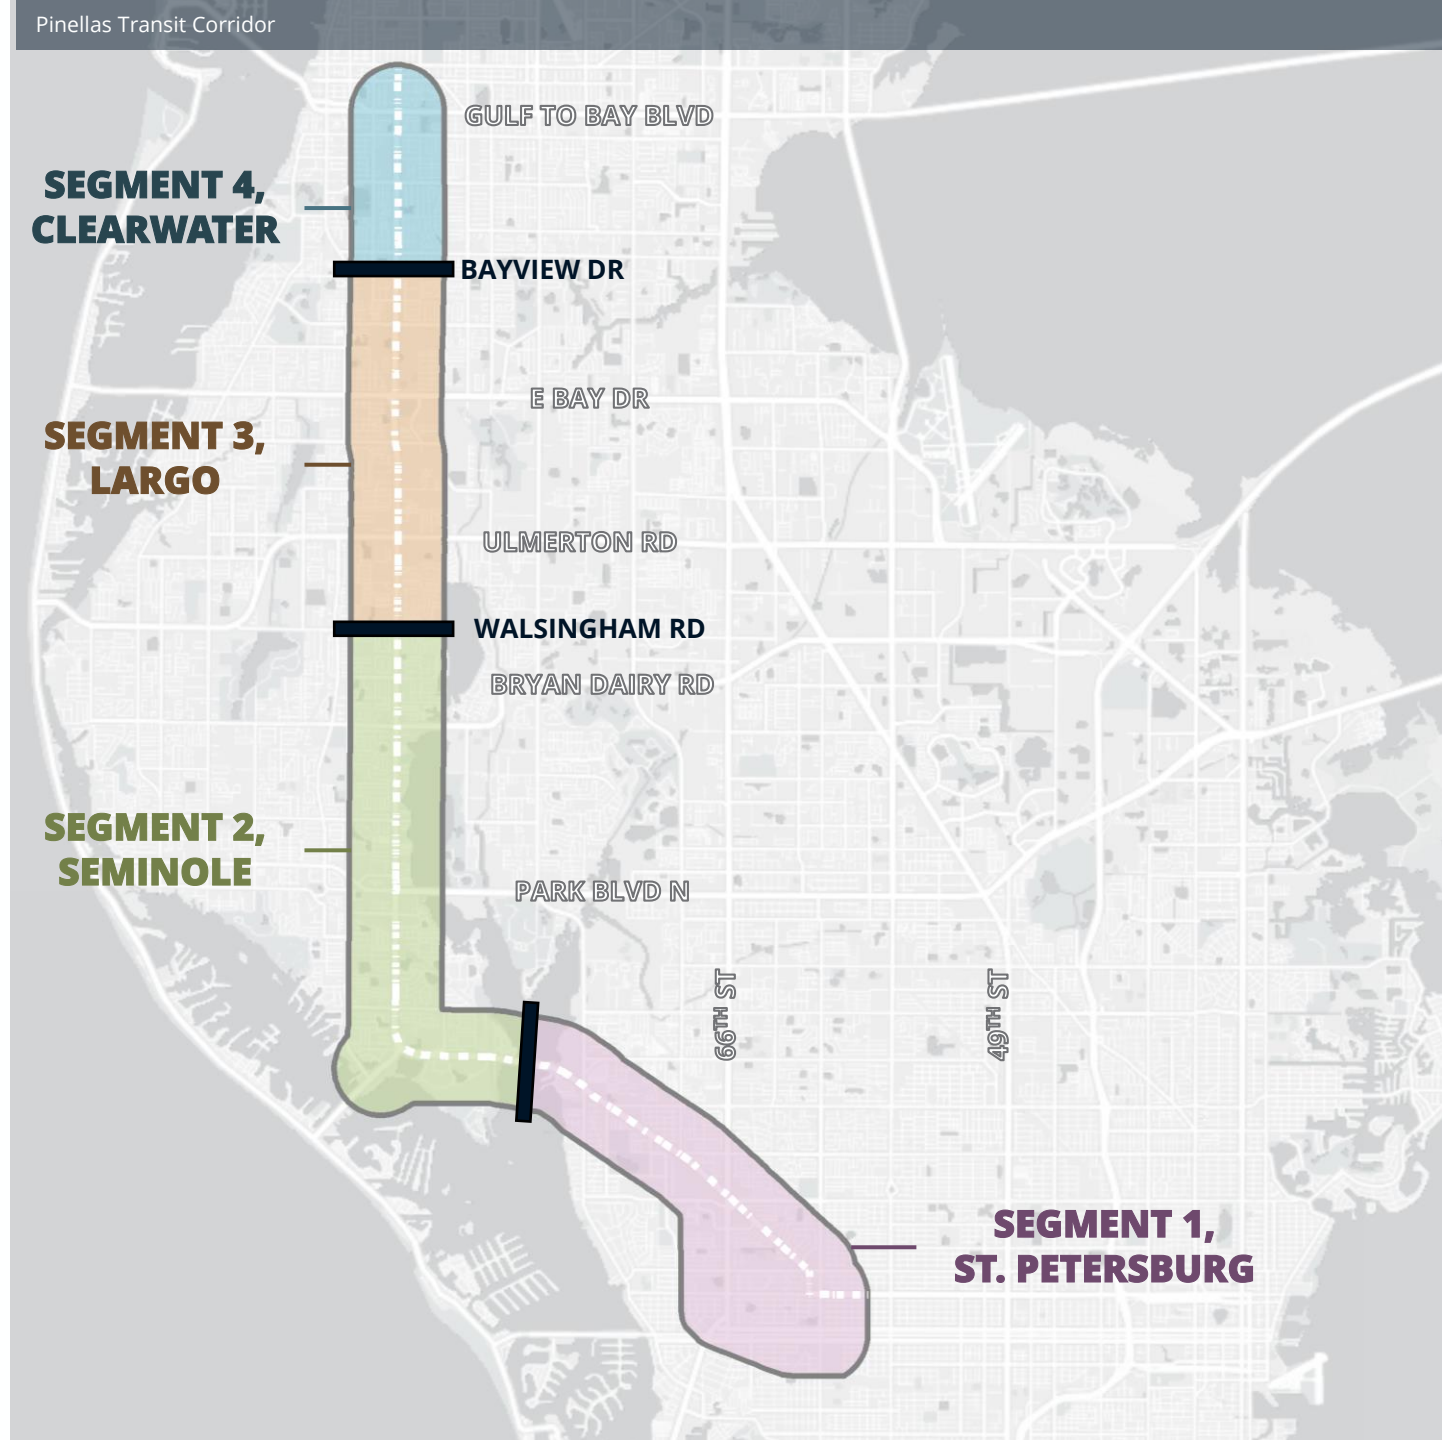 Pinellas Transit Corridor
GULF TO BAY BLVD
SEGMENT 4,
CLEARWATER
BAYVIEW DR
E BAY DR
SEGMENT 3,
LARGO
ULMERTON RD
WALSINGHAM RD
BRYAN DAIRY RD
SEGMENT 2,
SEMINOLE
PARK BLVD N
66TH ST
49TH ST
SEGMENT 1,
ST. PETERSBURG